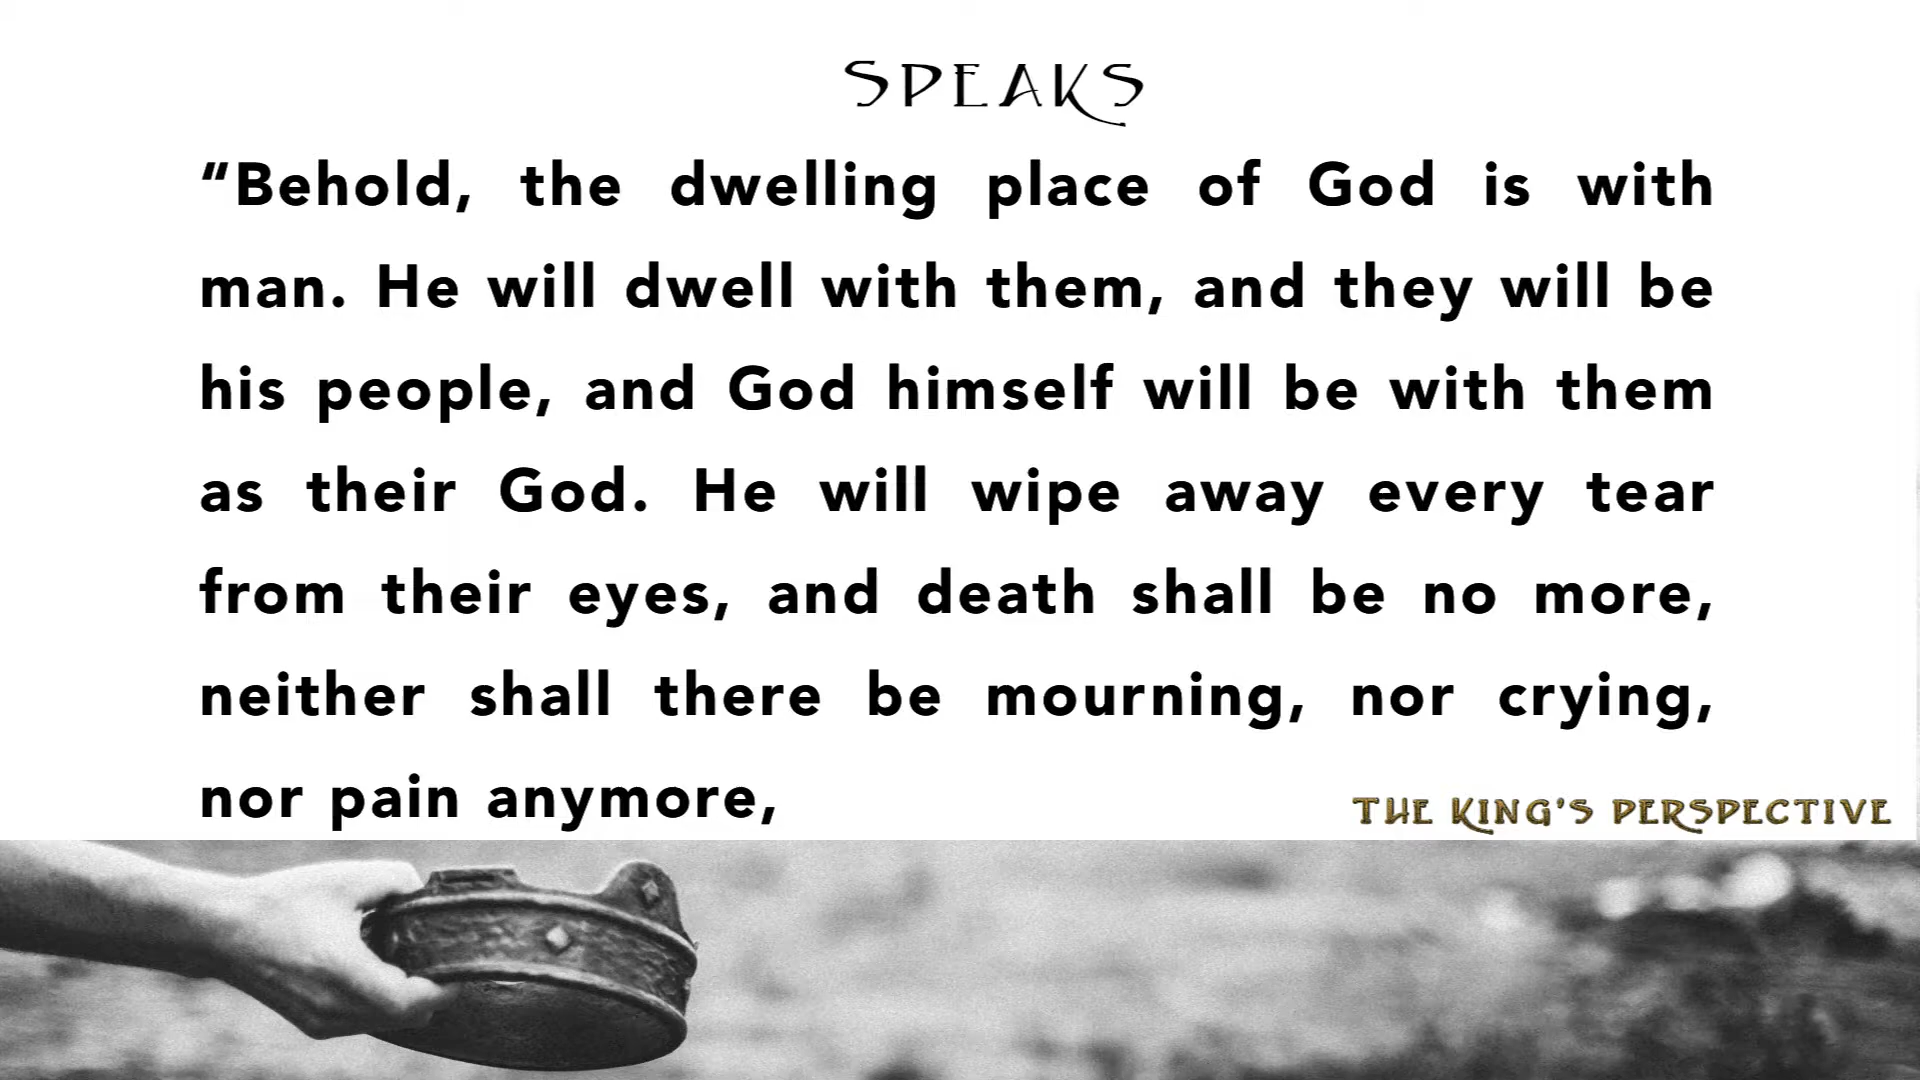 SPEAKS
“Behold, the dwelling place of God is with
man. He will dwell with them, and they will be
his people, and God himself will be with them
as their God. He will wipe away every tear
from their eyes, and death shall be no more,
neither shall there be mourning, nor crying,
nor pain anymore,
THE KING'S PERSPECTIVE